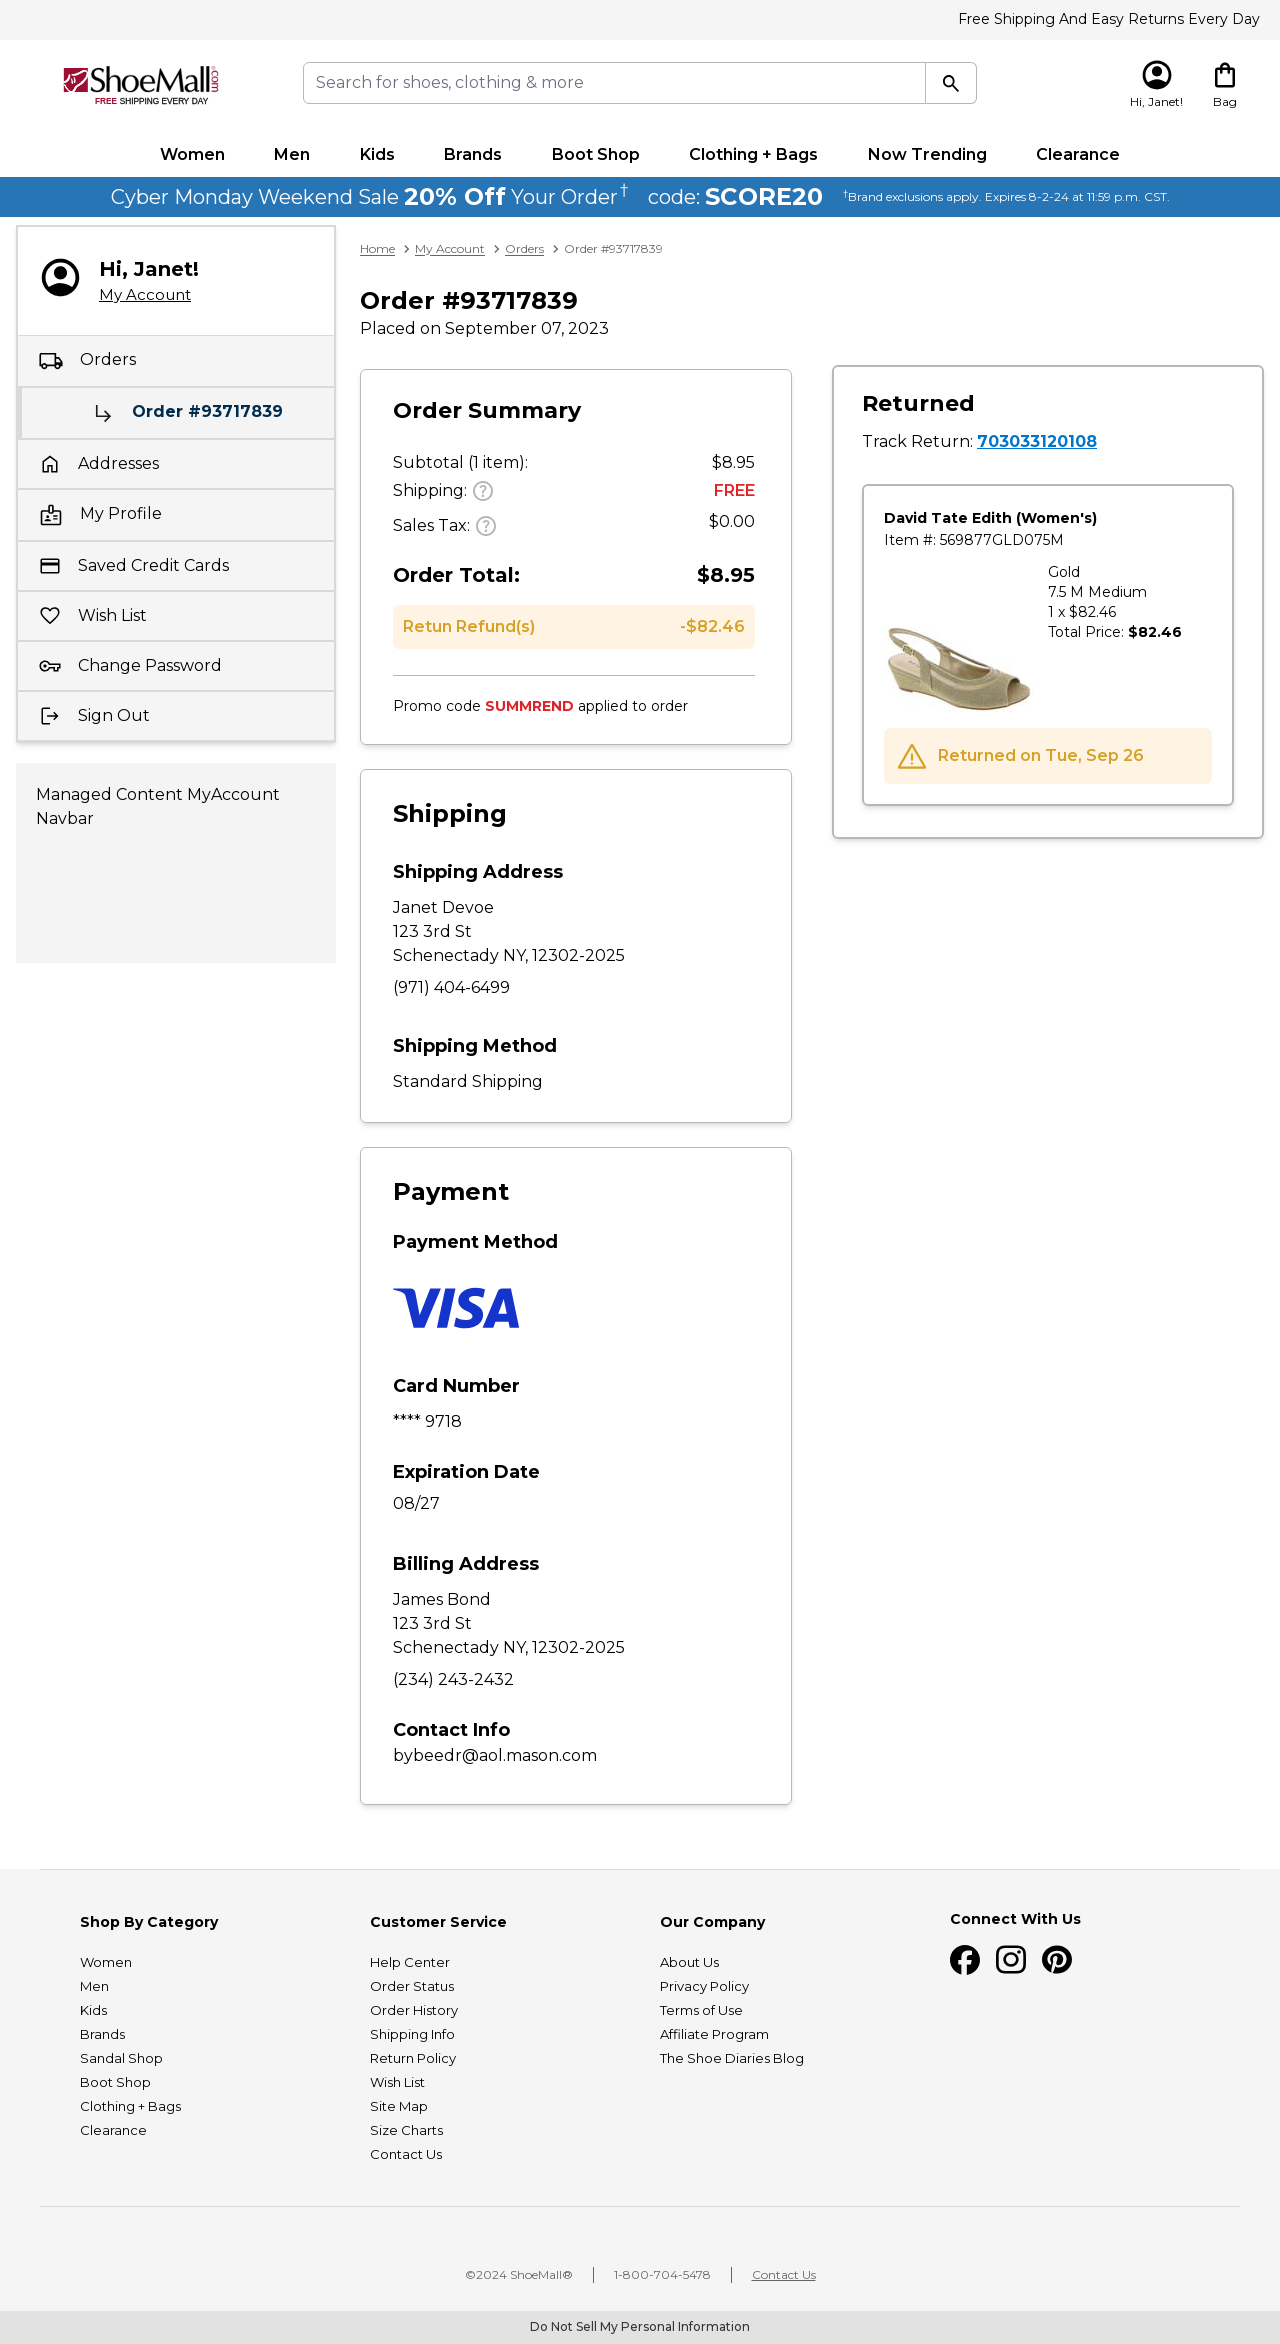 Free Shipping And Easy Returns Every Day
ShoeMall.com
FREE SHIPPING EVERY DAY
Search for shoes, clothing & more
Hi, Janet!
Bag
Women Men Kids Brands Boot Shop Clothing + Bags Now Trending Clearance
Cyber Monday Weekend Sale 20% Off Your Order† code: SCORE20 †Brand exclusions apply. Expires 8-2-24 at 11:59 p.m. CST.
Hi, Janet!
My Account
Orders
Order #93717839
Addresses
My Profile
Saved Credit Cards
Wish List
Change Password
Sign Out
Managed Content MyAccount
Navbar
Home > My Account > Orders > Order #93717839
Order #93717839
Placed on September 07, 2023
Order Summary
Subtotal (1 item): $8.95
Shipping: ? FREE
Sales Tax: ? $0.00
Order Total: $8.95
Retun Refund(s) -$82.46
Promo code SUMMREND applied to order
Shipping
Shipping Address
Janet Devoe
123 3rd St
Schenectady NY, 12302-2025
(971) 404-6499
Shipping Method
Standard Shipping
Payment
Payment Method
VISA
Card Number
**** 9718
Expiration Date
08/27
Billing Address
James Bond
123 3rd St
Schenectady NY, 12302-2025
(234) 243-2432
Contact Info
bybeedr@aol.mason.com
Returned
Track Return: 703033120108
David Tate Edith (Women's)
Item #: 569877GLD075M
Gold
7.5 M Medium
1 x $82.46
Total Price: $82.46
Returned on Tue, Sep 26
Shop By Category
Women
Men
Kids
Brands
Sandal Shop
Boot Shop
Clothing + Bags
Clearance
Customer Service
Help Center
Order Status
Order History
Shipping Info
Return Policy
Wish List
Site Map
Size Charts
Contact Us
Our Company
About Us
Privacy Policy
Terms of Use
Affiliate Program
The Shoe Diaries Blog
Connect With Us
©2024 ShoeMall® | 1-800-704-5478 | Contact Us
Do Not Sell My Personal Information